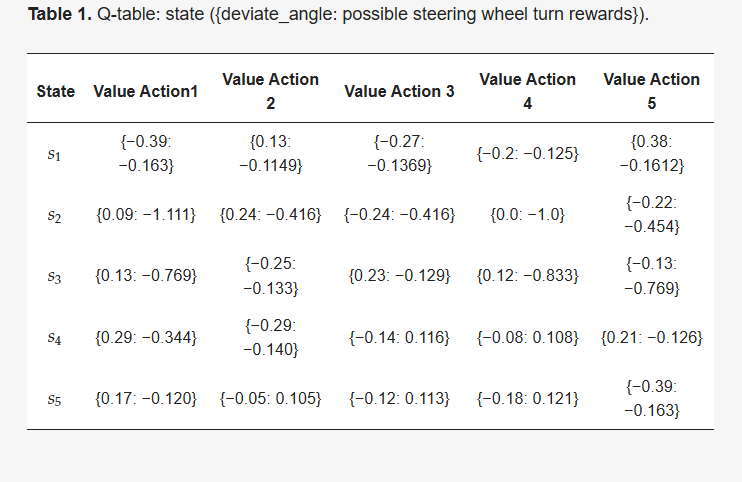 Table 1. Q-table: state ({deviate_angle: possible steering wheel turn rewards}).
State Value Action1 Value Action 2 Value Action 3 Value Action 4 Value Action 5
s1 {−0.39: −0.163} {0.13: −0.1149} {−0.27: −0.1369} {−0.2: −0.125} {0.38: −0.1612}
s2 {0.09: −1.111} {0.24: −0.416} {−0.24: −0.416} {0.0: −1.0} {−0.22: −0.454}
s3 {0.13: −0.769} {−0.25: −0.133} {0.23: −0.129} {0.12: −0.833} {−0.13: −0.769}
s4 {0.29: −0.344} {−0.29: −0.140} {−0.14: 0.116} {−0.08: 0.108} {0.21: −0.126}
s5 {0.17: −0.120} {−0.05: 0.105} {−0.12: 0.113} {−0.18: 0.121} {−0.39: −0.163}